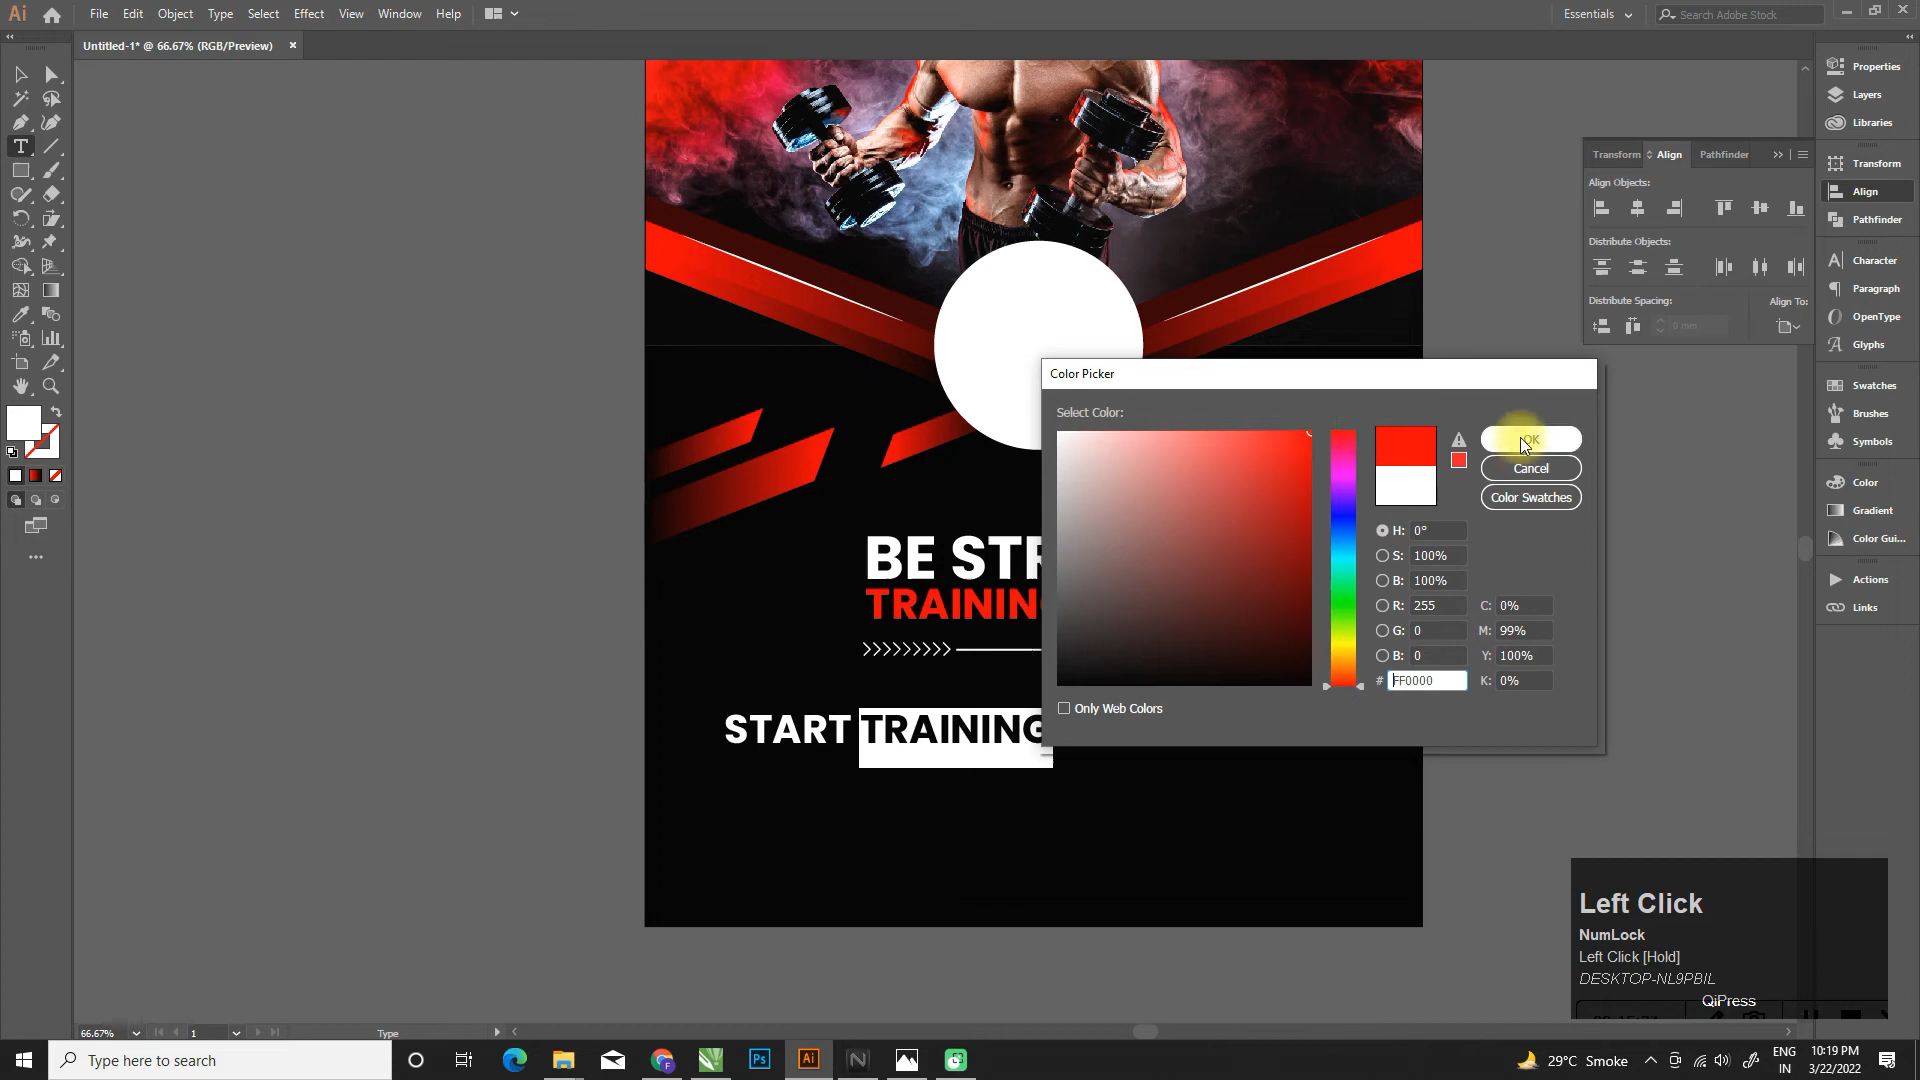 Ai File Edit Object Type Select Effect View Window Help Essentials Search Adobe Stock
Untitled-1* @ 66.67% (RGB/Preview) ×
Properties
Layers
Libraries
Transform Align Pathfinder
Transform
Align Objects:
Align
Pathfinder
Distribute Objects:
Character
Paragraph
Distribute Spacing: Align To:
OpenType
0 mm
Glyphs
Swatches
Brushes
Symbols
Color
Gradient
Color Gui...
Actions
Links
Color Picker
Select Color:
OK
Cancel
Color Swatches
H: 0°
S: 100%
B: 100%
R: 255 C: 0%
G: 0 M: 99%
B: 0 Y: 100%
# FF0000 K: 0%
Only Web Colors
BE STR
TRAINING
START TRAINING
Left Click
NumLock
Left Click [Hold]
DESKTOP-NL9PBIL
QiPress
66.67% 1 Type
Type here to search
Ps Ai N
29°C Smoke
ENG
IN
10:19 PM
3/22/2022